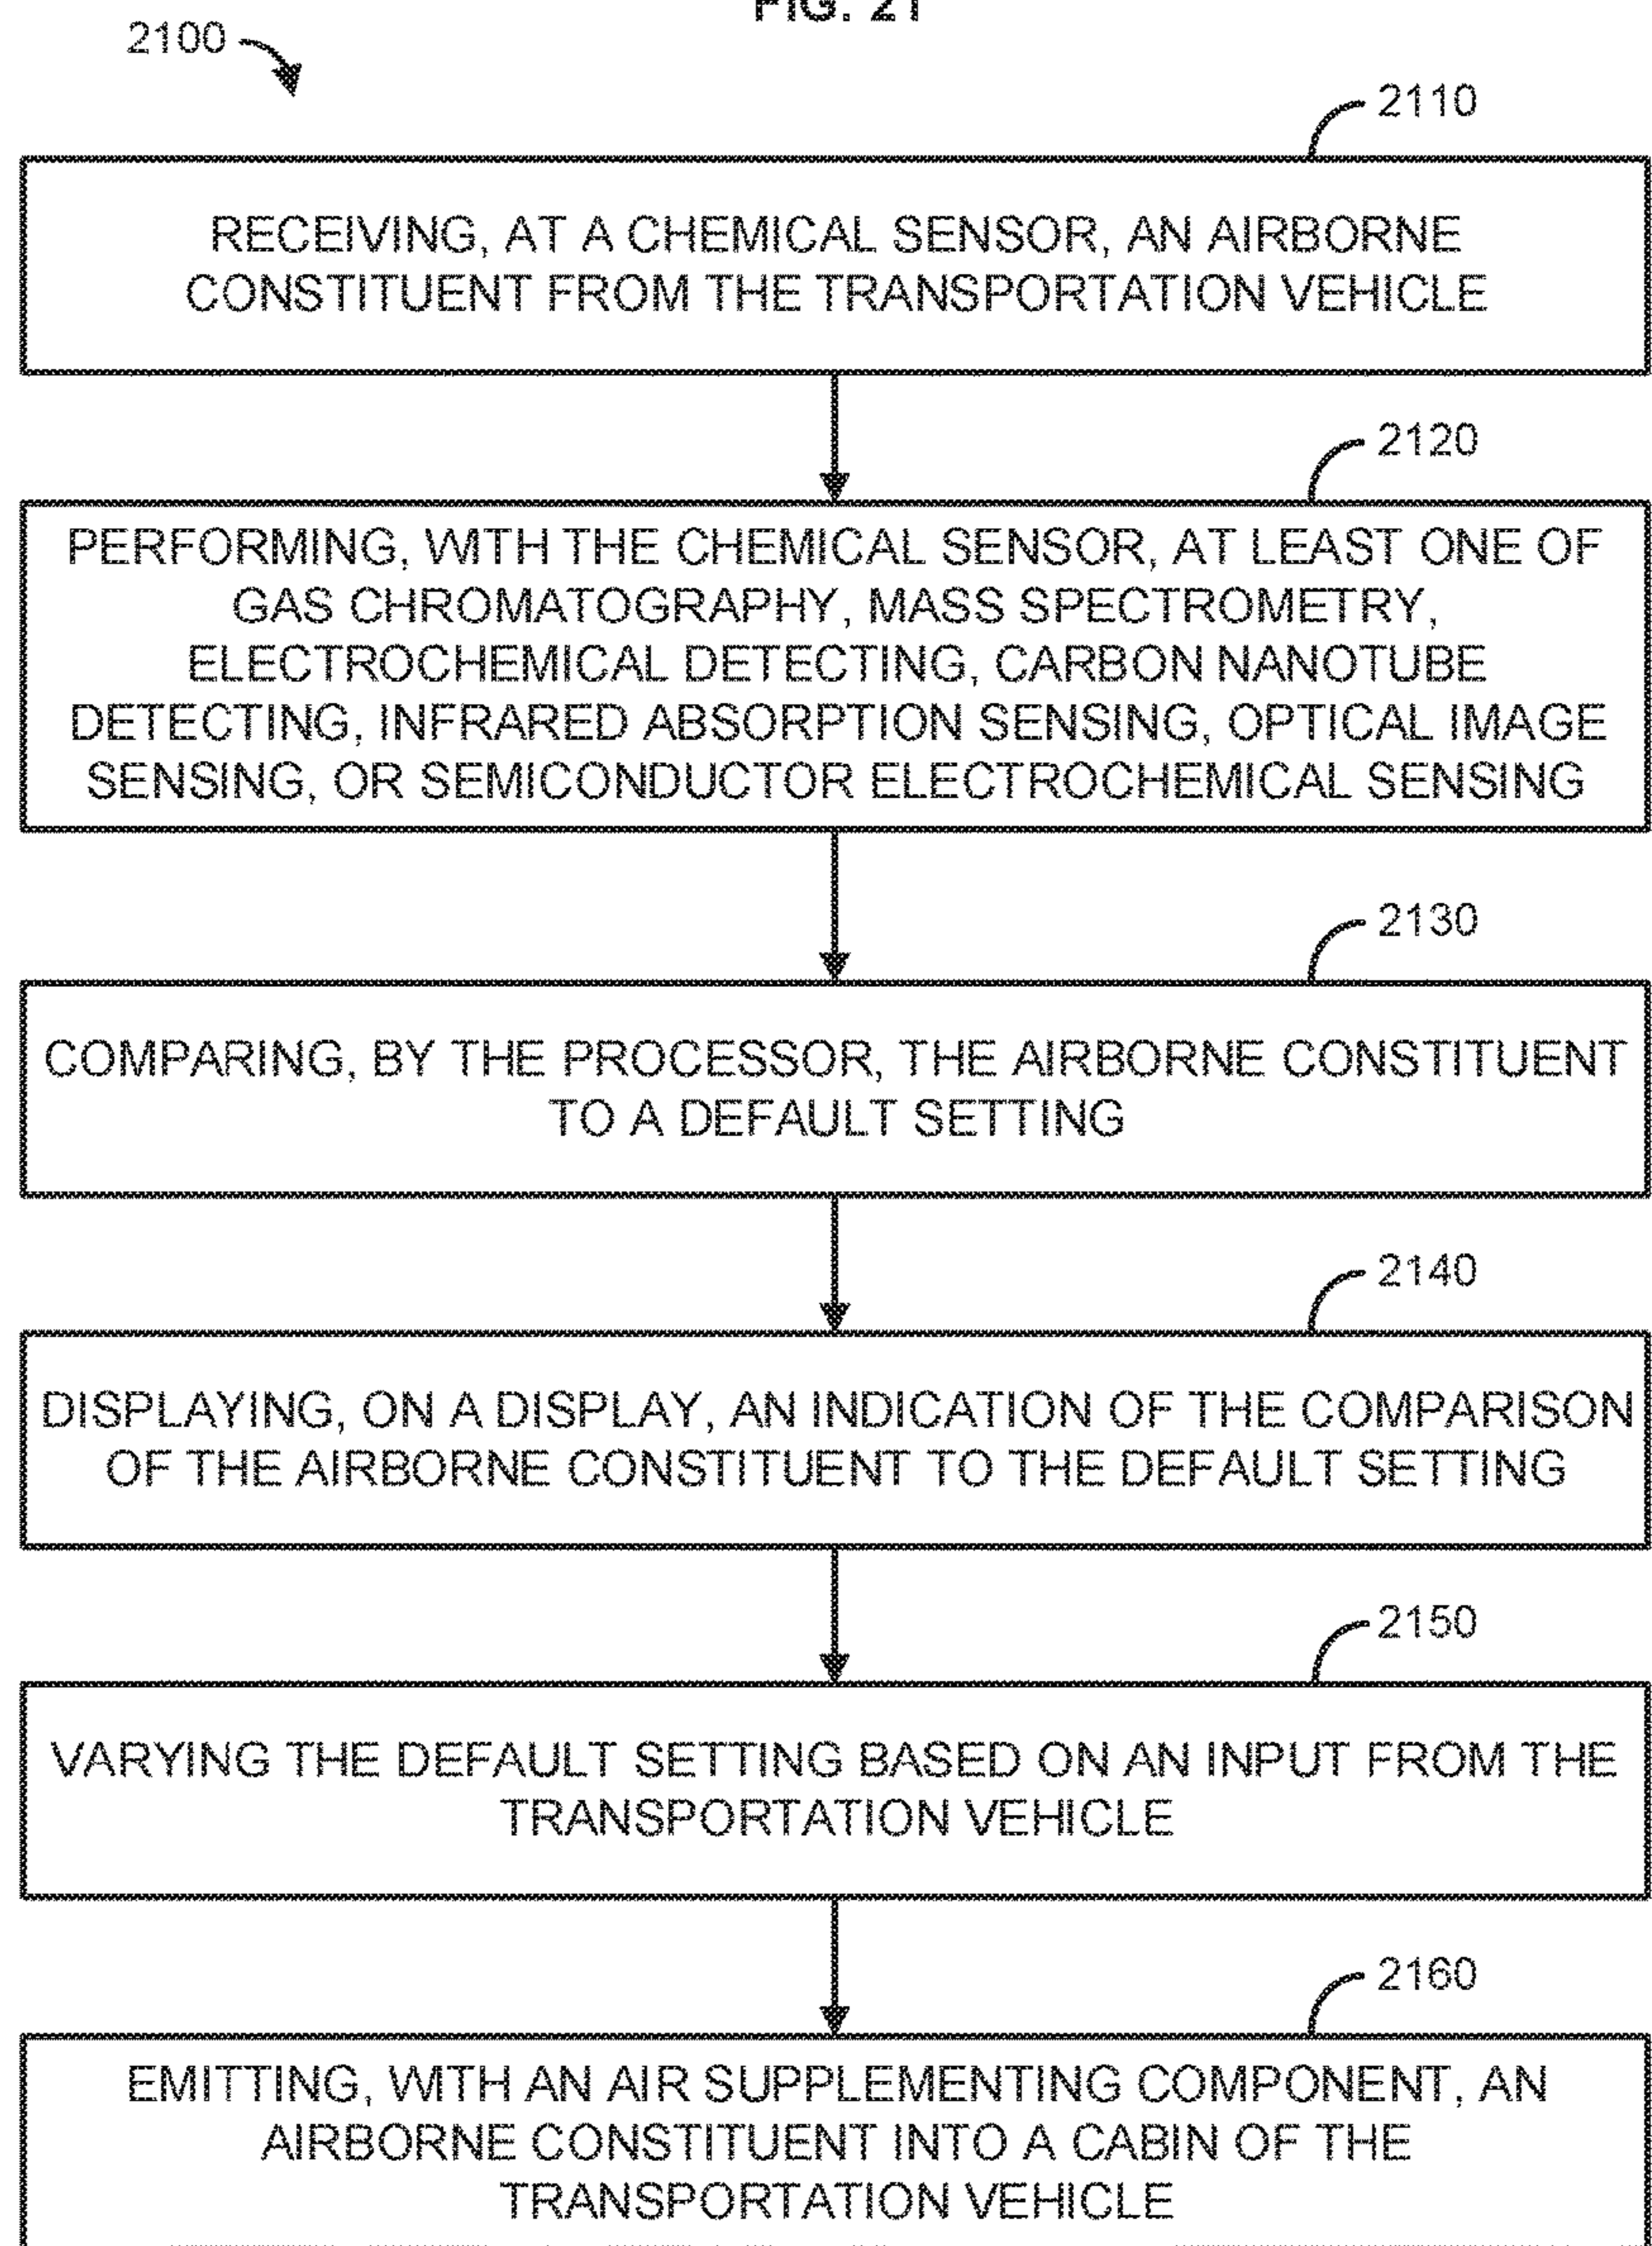 FIG. 21
2100
2110
RECEIVING, AT A CHEMICAL SENSOR, AN AIRBORNE
CONSTITUENT FROM THE TRANSPORTATION VEHICLE
2120
PERFORMING, WITH THE CHEMICAL SENSOR, AT LEAST ONE OF
GAS CHROMATOGRAPHY, MASS SPECTROMETRY,
ELECTROCHEMICAL DETECTING, CARBON NANOTUBE
DETECTING, INFRARED ABSORPTION SENSING, OPTICAL IMAGE
SENSING, OR SEMICONDUCTOR ELECTROCHEMICAL SENSING
2130
COMPARING, BY THE PROCESSOR, THE AIRBORNE CONSTITUENT
TO A DEFAULT SETTING
2140
DISPLAYING, ON A DISPLAY, AN INDICATION OF THE COMPARISON
OF THE AIRBORNE CONSTITUENT TO THE DEFAULT SETTING
2150
VARYING THE DEFAULT SETTING BASED ON AN INPUT FROM THE
TRANSPORTATION VEHICLE
2160
EMITTING, WITH AN AIR SUPPLEMENTING COMPONENT, AN
AIRBORNE CONSTITUENT INTO A CABIN OF THE
TRANSPORTATION VEHICLE